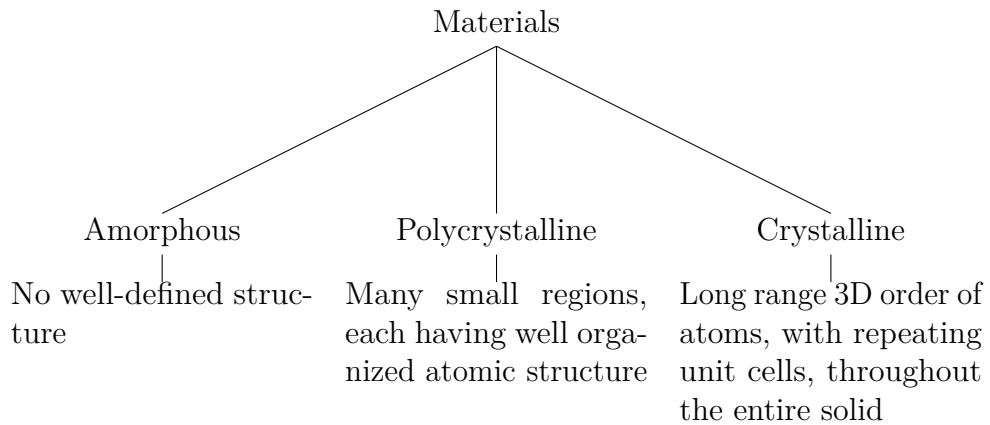 Materials
Amorphous
Polycrystalline
Crystalline
No well-defined struc-
ture
Many small regions,
each having well orga-
nized atomic structure
Long range 3D order of
atoms, with repeating
unit cells, throughout
the entire solid